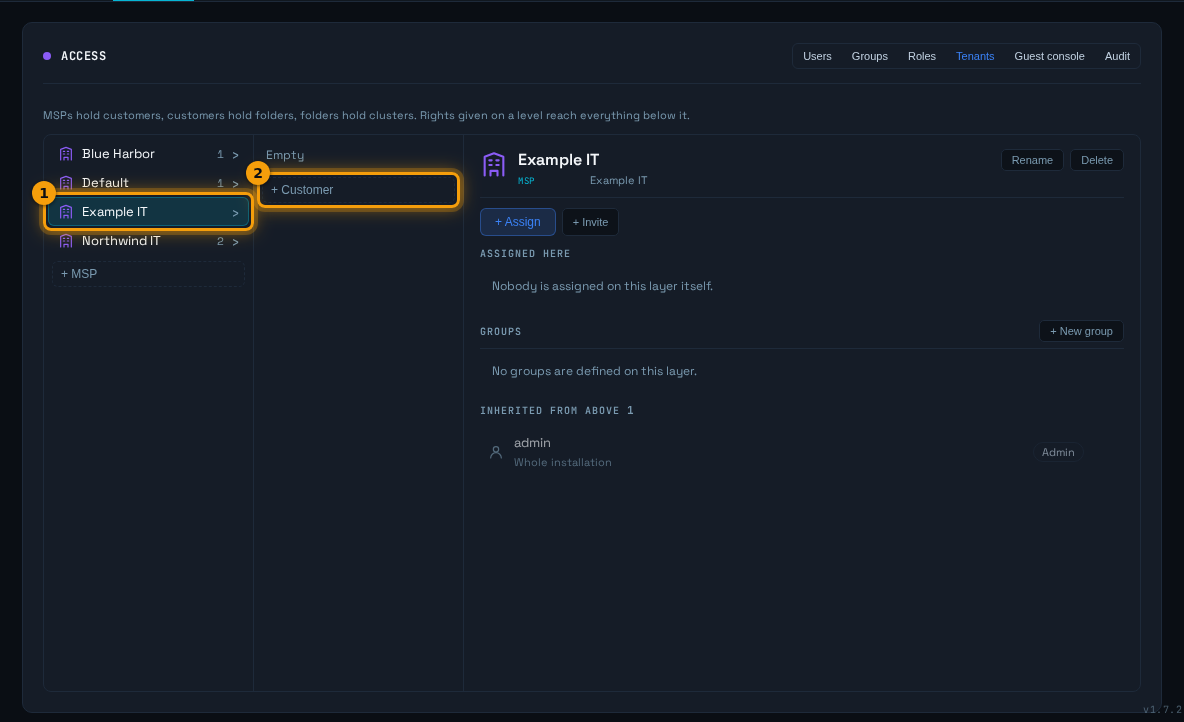 ACCESS
Users Groups Roles Tenants Guest console Audit
MSPs hold customers, customers hold folders, folders hold clusters. Rights given on a level reach everything below it.
Blue Harbor 1 >
Default 1 >
1
Example IT >
Northwind IT 2 >
+ MSP
Empty
2
+ Customer
Example IT
MSP Example IT
Rename Delete
+ Assign + Invite
ASSIGNED HERE
Nobody is assigned on this layer itself.
GROUPS
+ New group
No groups are defined on this layer.
INHERITED FROM ABOVE 1
admin
Whole installation
Admin
v1.7.2